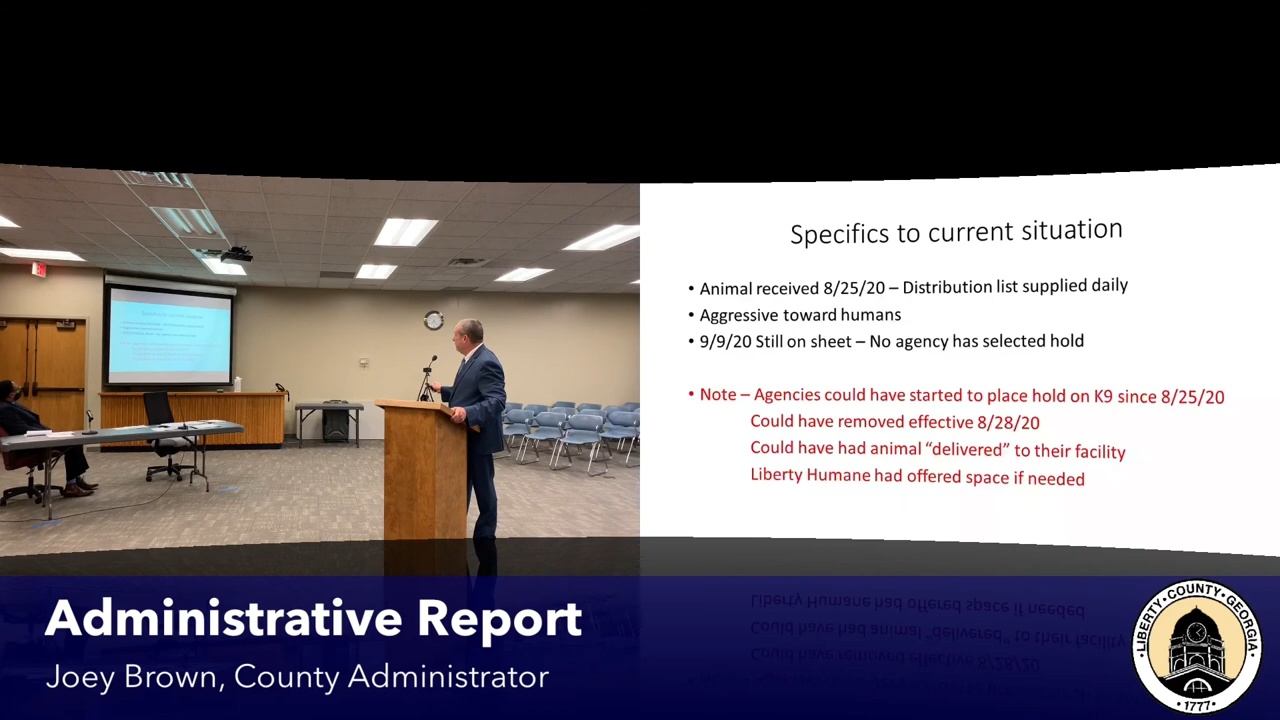 Specifics to current situation
• Animal received 8/25/20 – Distribution list supplied daily
• Aggressive toward humans
• 9/9/20 Still on sheet – No agency has selected hold
• Note – Agencies could have started to place hold on K9 since 8/25/20
Could have removed effective 8/28/20
Could have had animal “delivered” to their facility
Liberty Humane had offered space if needed
Administrative Report
Joey Brown, County Administrator
LIBERTY • COUNTY • GEORGIA
• 1777 •